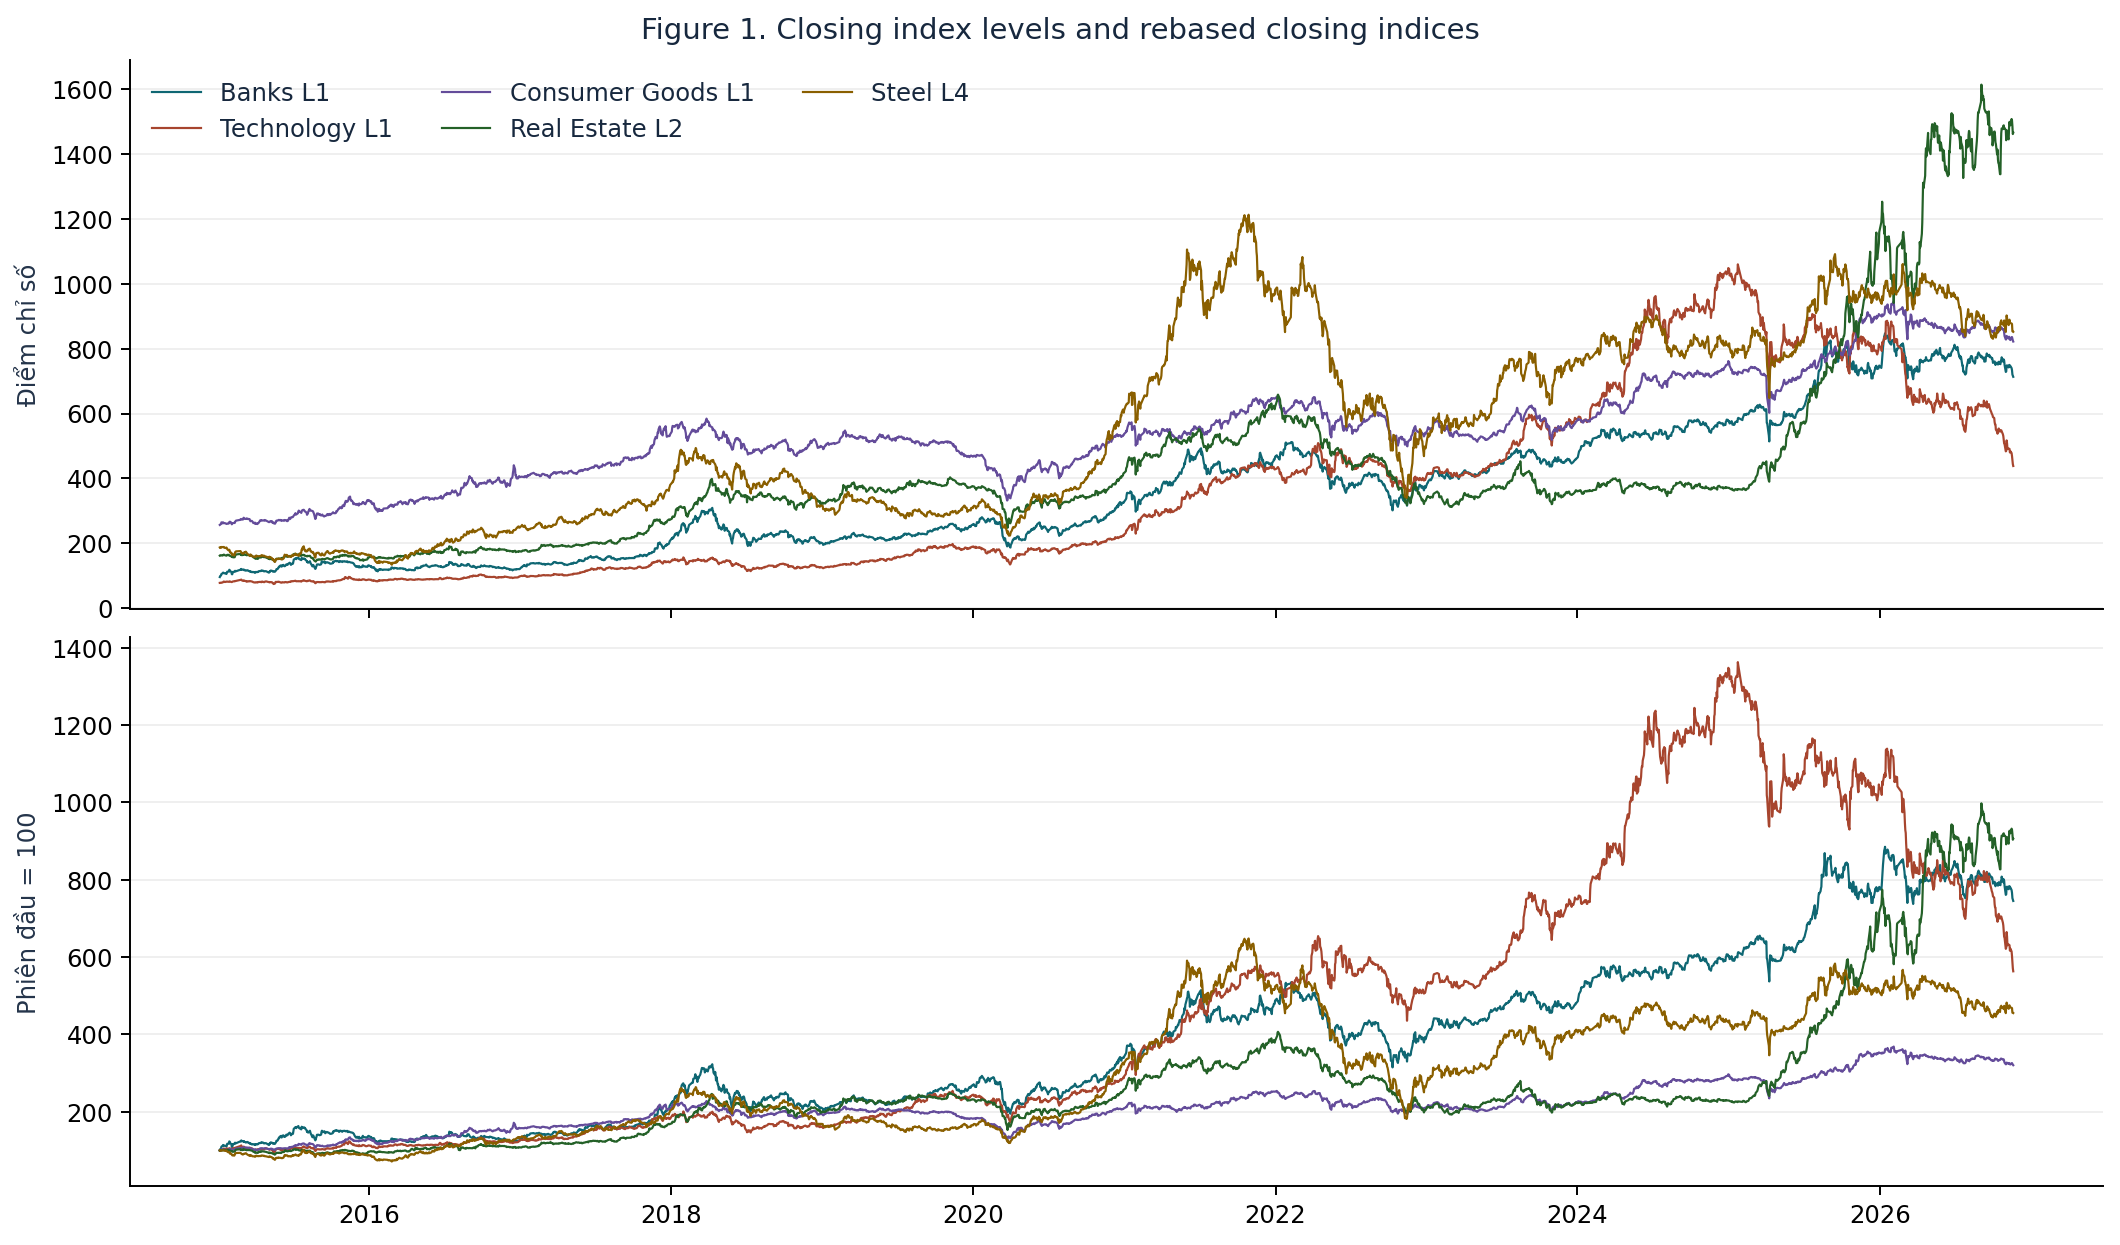 Figure 1. Closing index levels and rebased closing indices
Điểm chỉ số
1600
1400
1200
1000
800
600
400
200
0
Banks L1
Technology L1
Consumer Goods L1
Real Estate L2
Steel L4
Phiên đầu = 100
1400
1200
1000
800
600
400
200
2016
2018
2020
2022
2024
2026